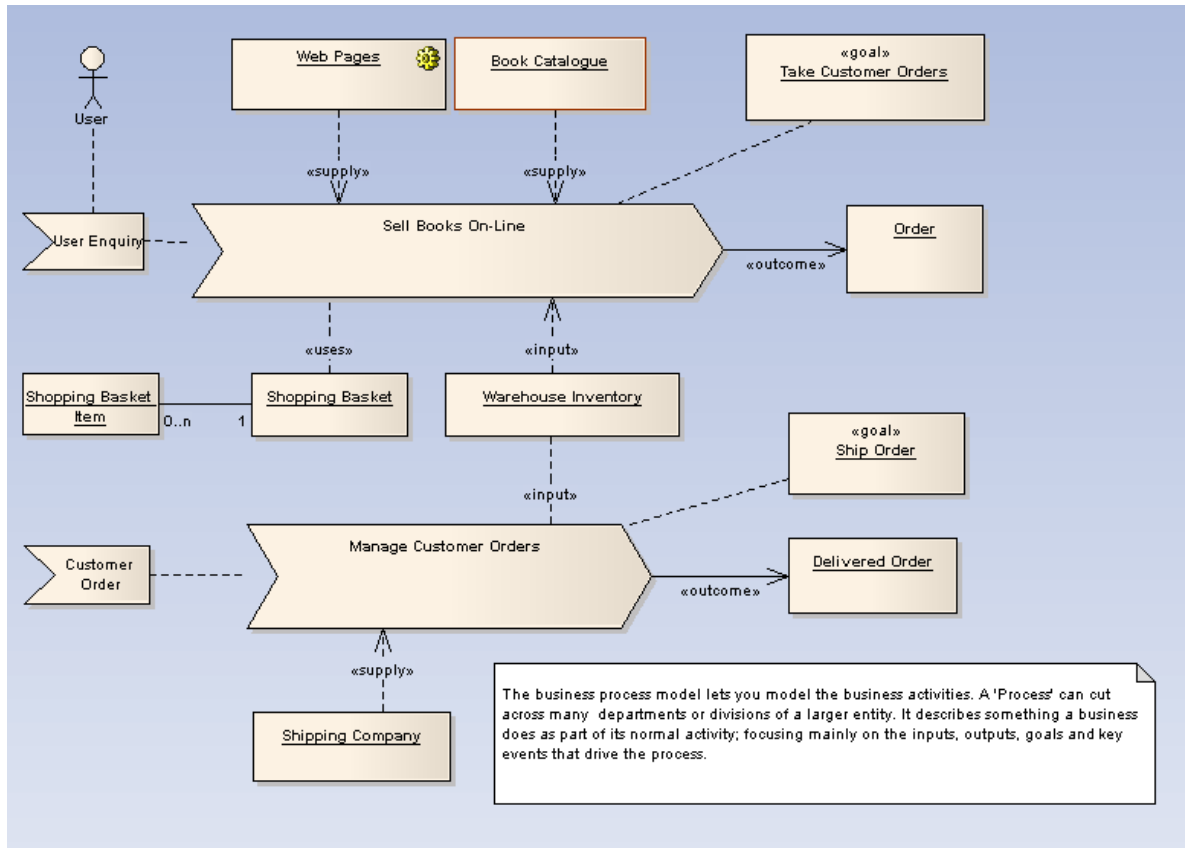 Web Pages
Book Catalogue
«goal»
Take Customer Orders
User
«supply»
«supply»
User Enquiry
Sell Books On-Line
Order
«outcome»
«uses»
«input»
Shopping Basket
Item
0..n
1
Shopping Basket
Warehouse Inventory
«goal»
Ship Order
«input»
Customer
Order
Manage Customer Orders
Delivered Order
«outcome»
«supply»
Shipping Company
The business process model lets you model the business activities. A 'Process' can cut
across many departments or divisions of a larger entity. It describes something a business
does as part of its normal activity; focusing mainly on the inputs, outputs, goals and key
events that drive the process.